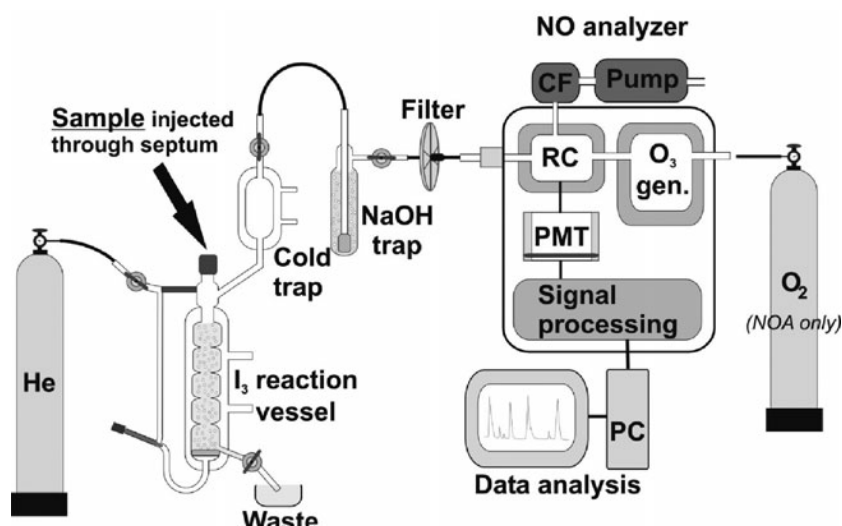 NO analyzer
CF
Pump
Sample injected
through septum
Filter
RC
O₃
gen.
NaOH
trap
PMT
Cold
trap
O₂
(NOA only)
Signal
processing
He
I₃ reaction
vessel
PC
Data analysis
Waste